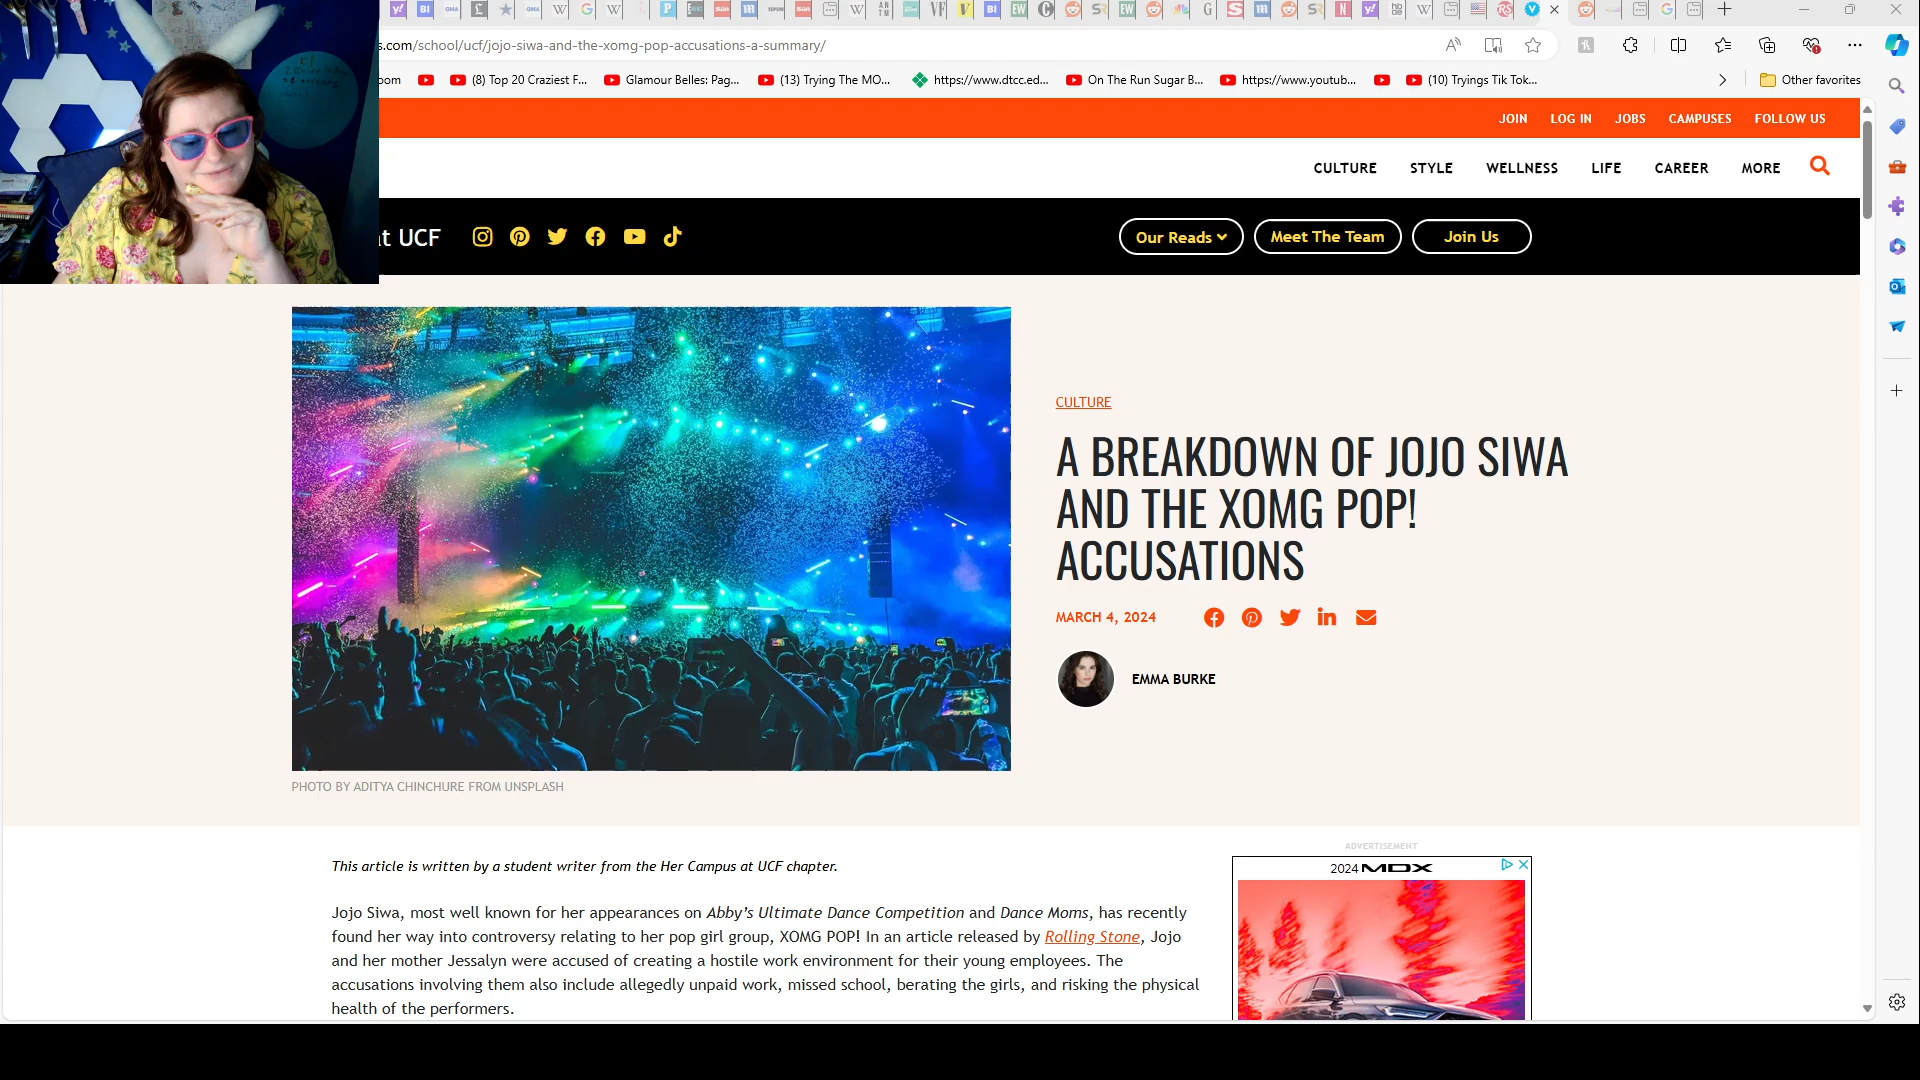 s.com/school/ucf/jojo-siwa-and-the-xomg-pop-accusations-a-summary/
(8) Top 20 Craziest F...
Glamour Belles: Pag...
(13) Trying The MO...
https://www.dtcc.ed...
On The Run Sugar B...
https://www.youtub...
(10) Tryings Tik Tok...
Other favorites
JOIN LOG IN JOBS CAMPUSES FOLLOW US
CULTURE STYLE WELLNESS LIFE CAREER MORE
at UCF
Our Reads
Meet The Team
Join Us
CULTURE
A BREAKDOWN OF JOJO SIWA
AND THE XOMG POP!
ACCUSATIONS
MARCH 4, 2024
EMMA BURKE
PHOTO BY ADITYA CHINCHURE FROM UNSPLASH
This article is written by a student writer from the Her Campus at UCF chapter.
Jojo Siwa, most well known for her appearances on Abby's Ultimate Dance Competition and Dance Moms, has recently
found her way into controversy relating to her pop girl group, XOMG POP! In an article released by Rolling Stone, Jojo
and her mother Jessalyn were accused of creating a hostile work environment for their young employees. The
accusations involving them also include allegedly unpaid work, missed school, berating the girls, and risking the physical
health of the performers.
ADVERTISEMENT
2024 MDX